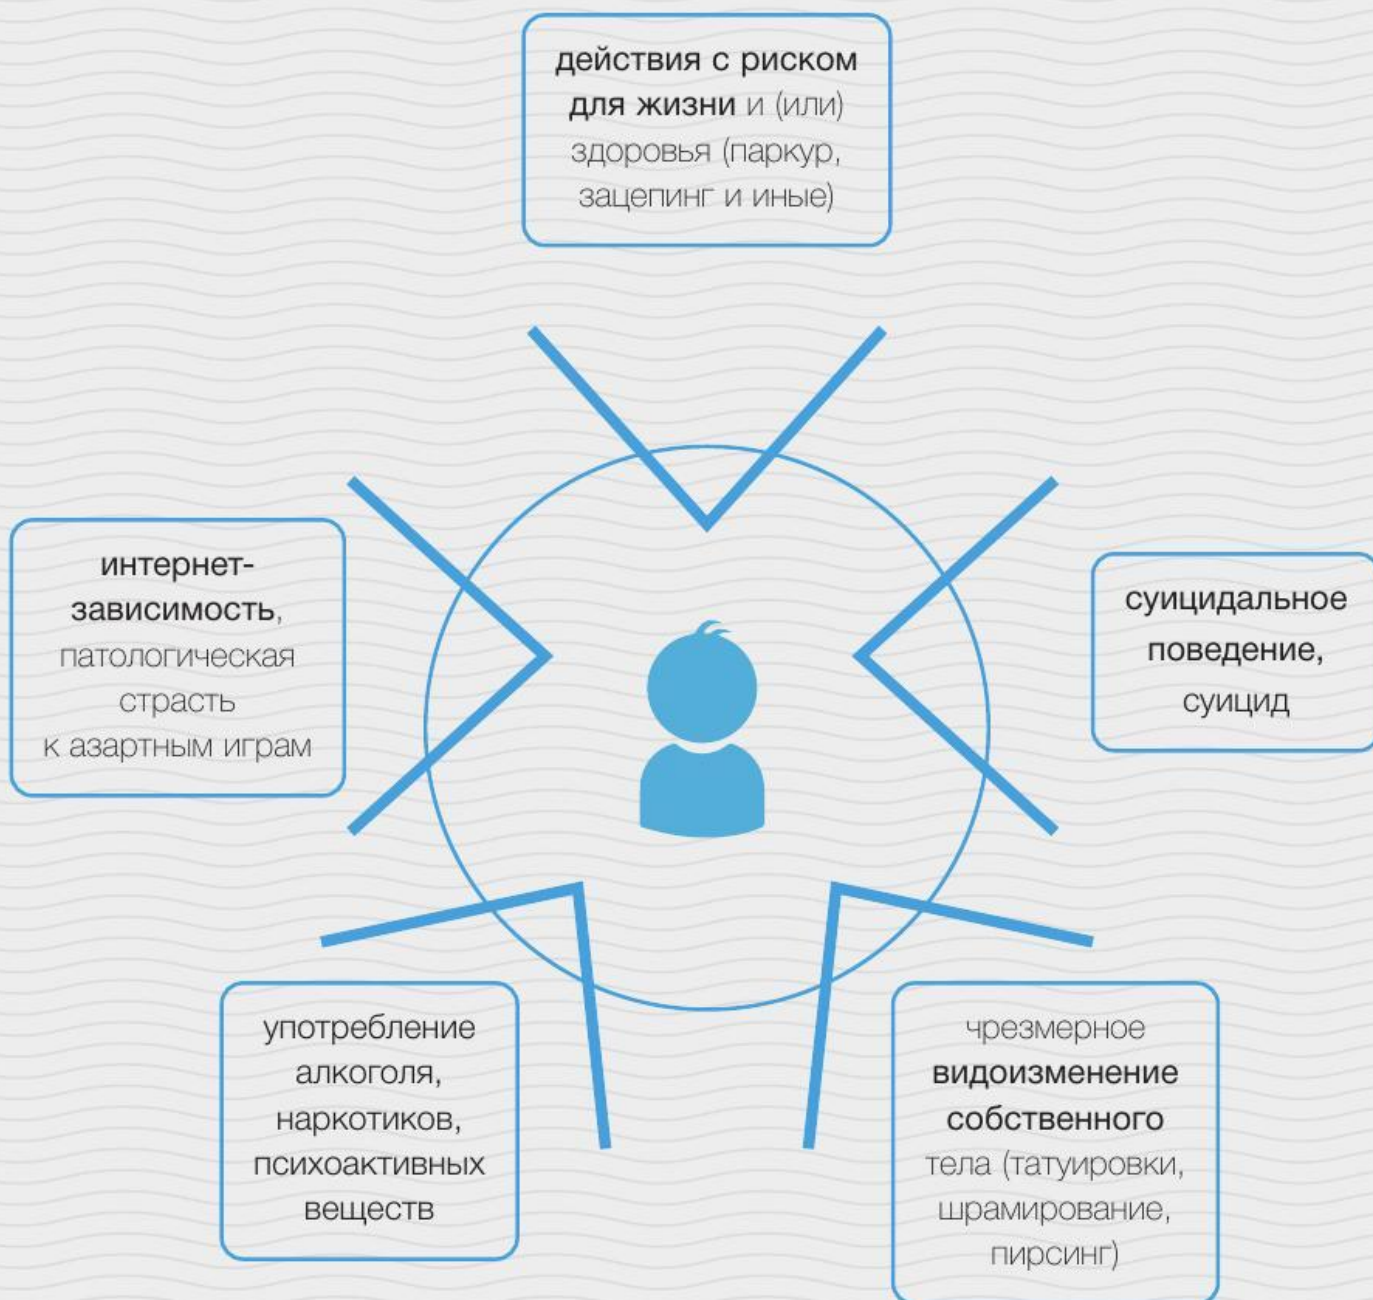 действия с риском
для жизни и (или)
здоровья (паркур,
зацепинг и иные)
интернет-
зависимость,
патологическая
страсть
к азартным играм
суицидальное
поведение,
суицид
употребление
алкоголя,
наркотиков,
психоактивных
веществ
чрезмерное
видоизменение
собственного
тела (татуировки,
шрамирование,
пирсинг)